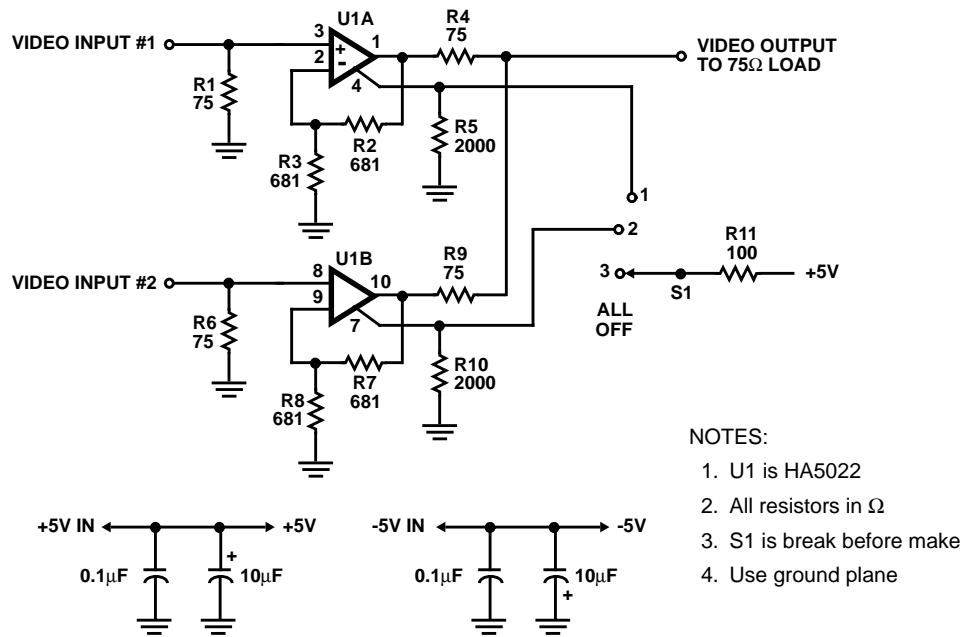 VIDEO INPUT #1
R1
75
3
2
+
-
U1A
1
4
R4
75
VIDEO OUTPUT
TO 75Ω LOAD
R2
681
R3
681
R5
2000
1
2
3
ALL
OFF
S1
R11
100
+5V
VIDEO INPUT #2
R6
75
8
9
U1B
10
7
R9
75
R7
681
R8
681
R10
2000
+5V IN
+5V
0.1μF
+
10μF
-5V IN
-5V
0.1μF
10μF
+
NOTES:
1. U1 is HA5022
2. All resistors in Ω
3. S1 is break before make
4. Use ground plane